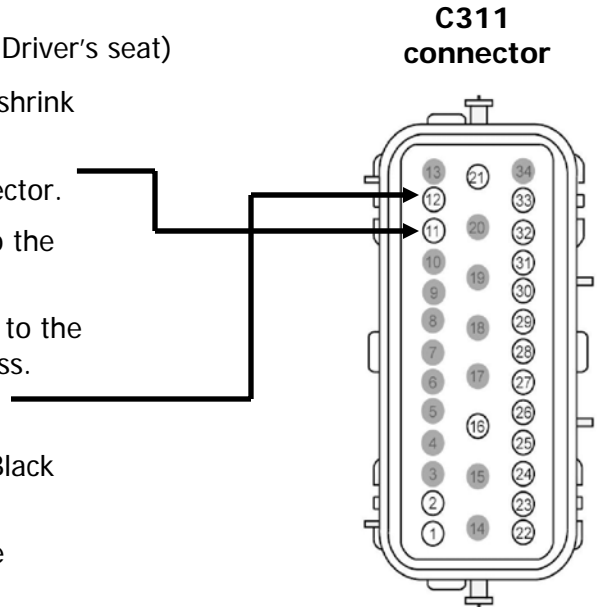 Driver's seat)
shrink
ector.
o the
to the
ss.
Black
e
C311
connector
13 21 34
12 33
11 20 32
10 31
9 19 30
8 18 29
7 28
6 17 27
5 26
4 16 25
3 15 24
2 23
1 14 22